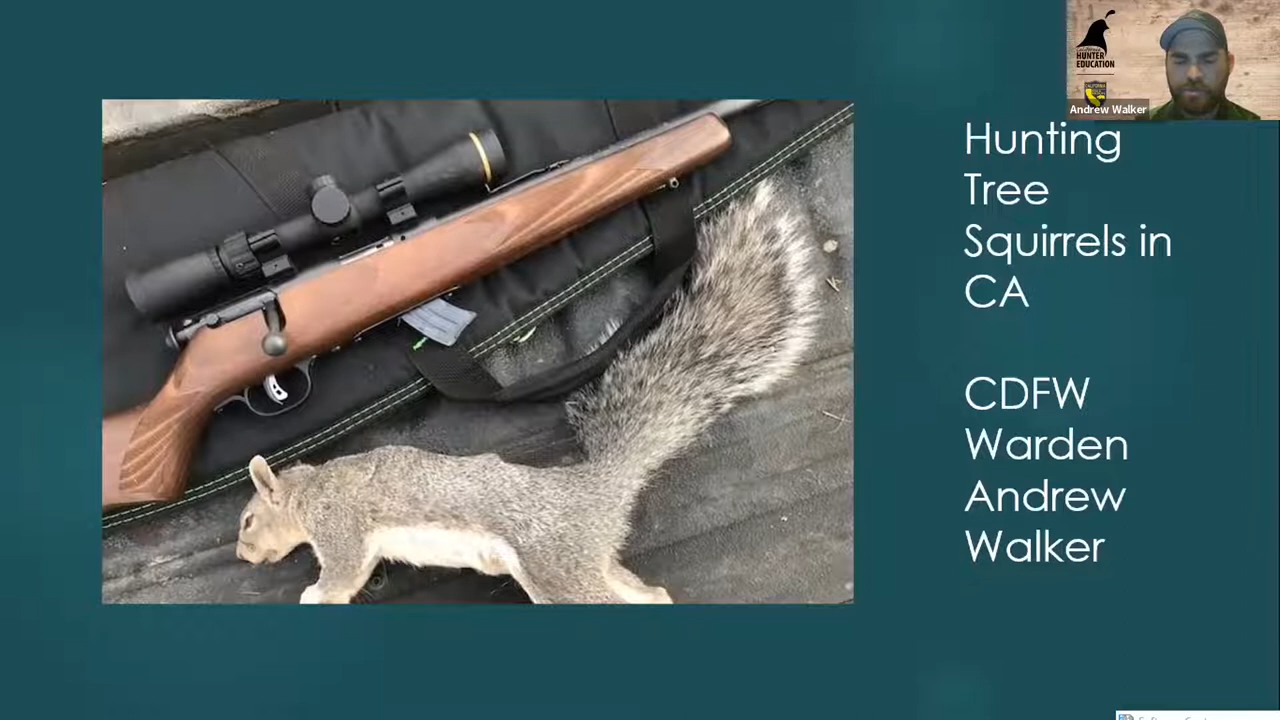 HUNTER
EDUCATION
Andrew Walker
Hunting
Tree
Squirrels in
CA
CDFW
Warden
Andrew
Walker